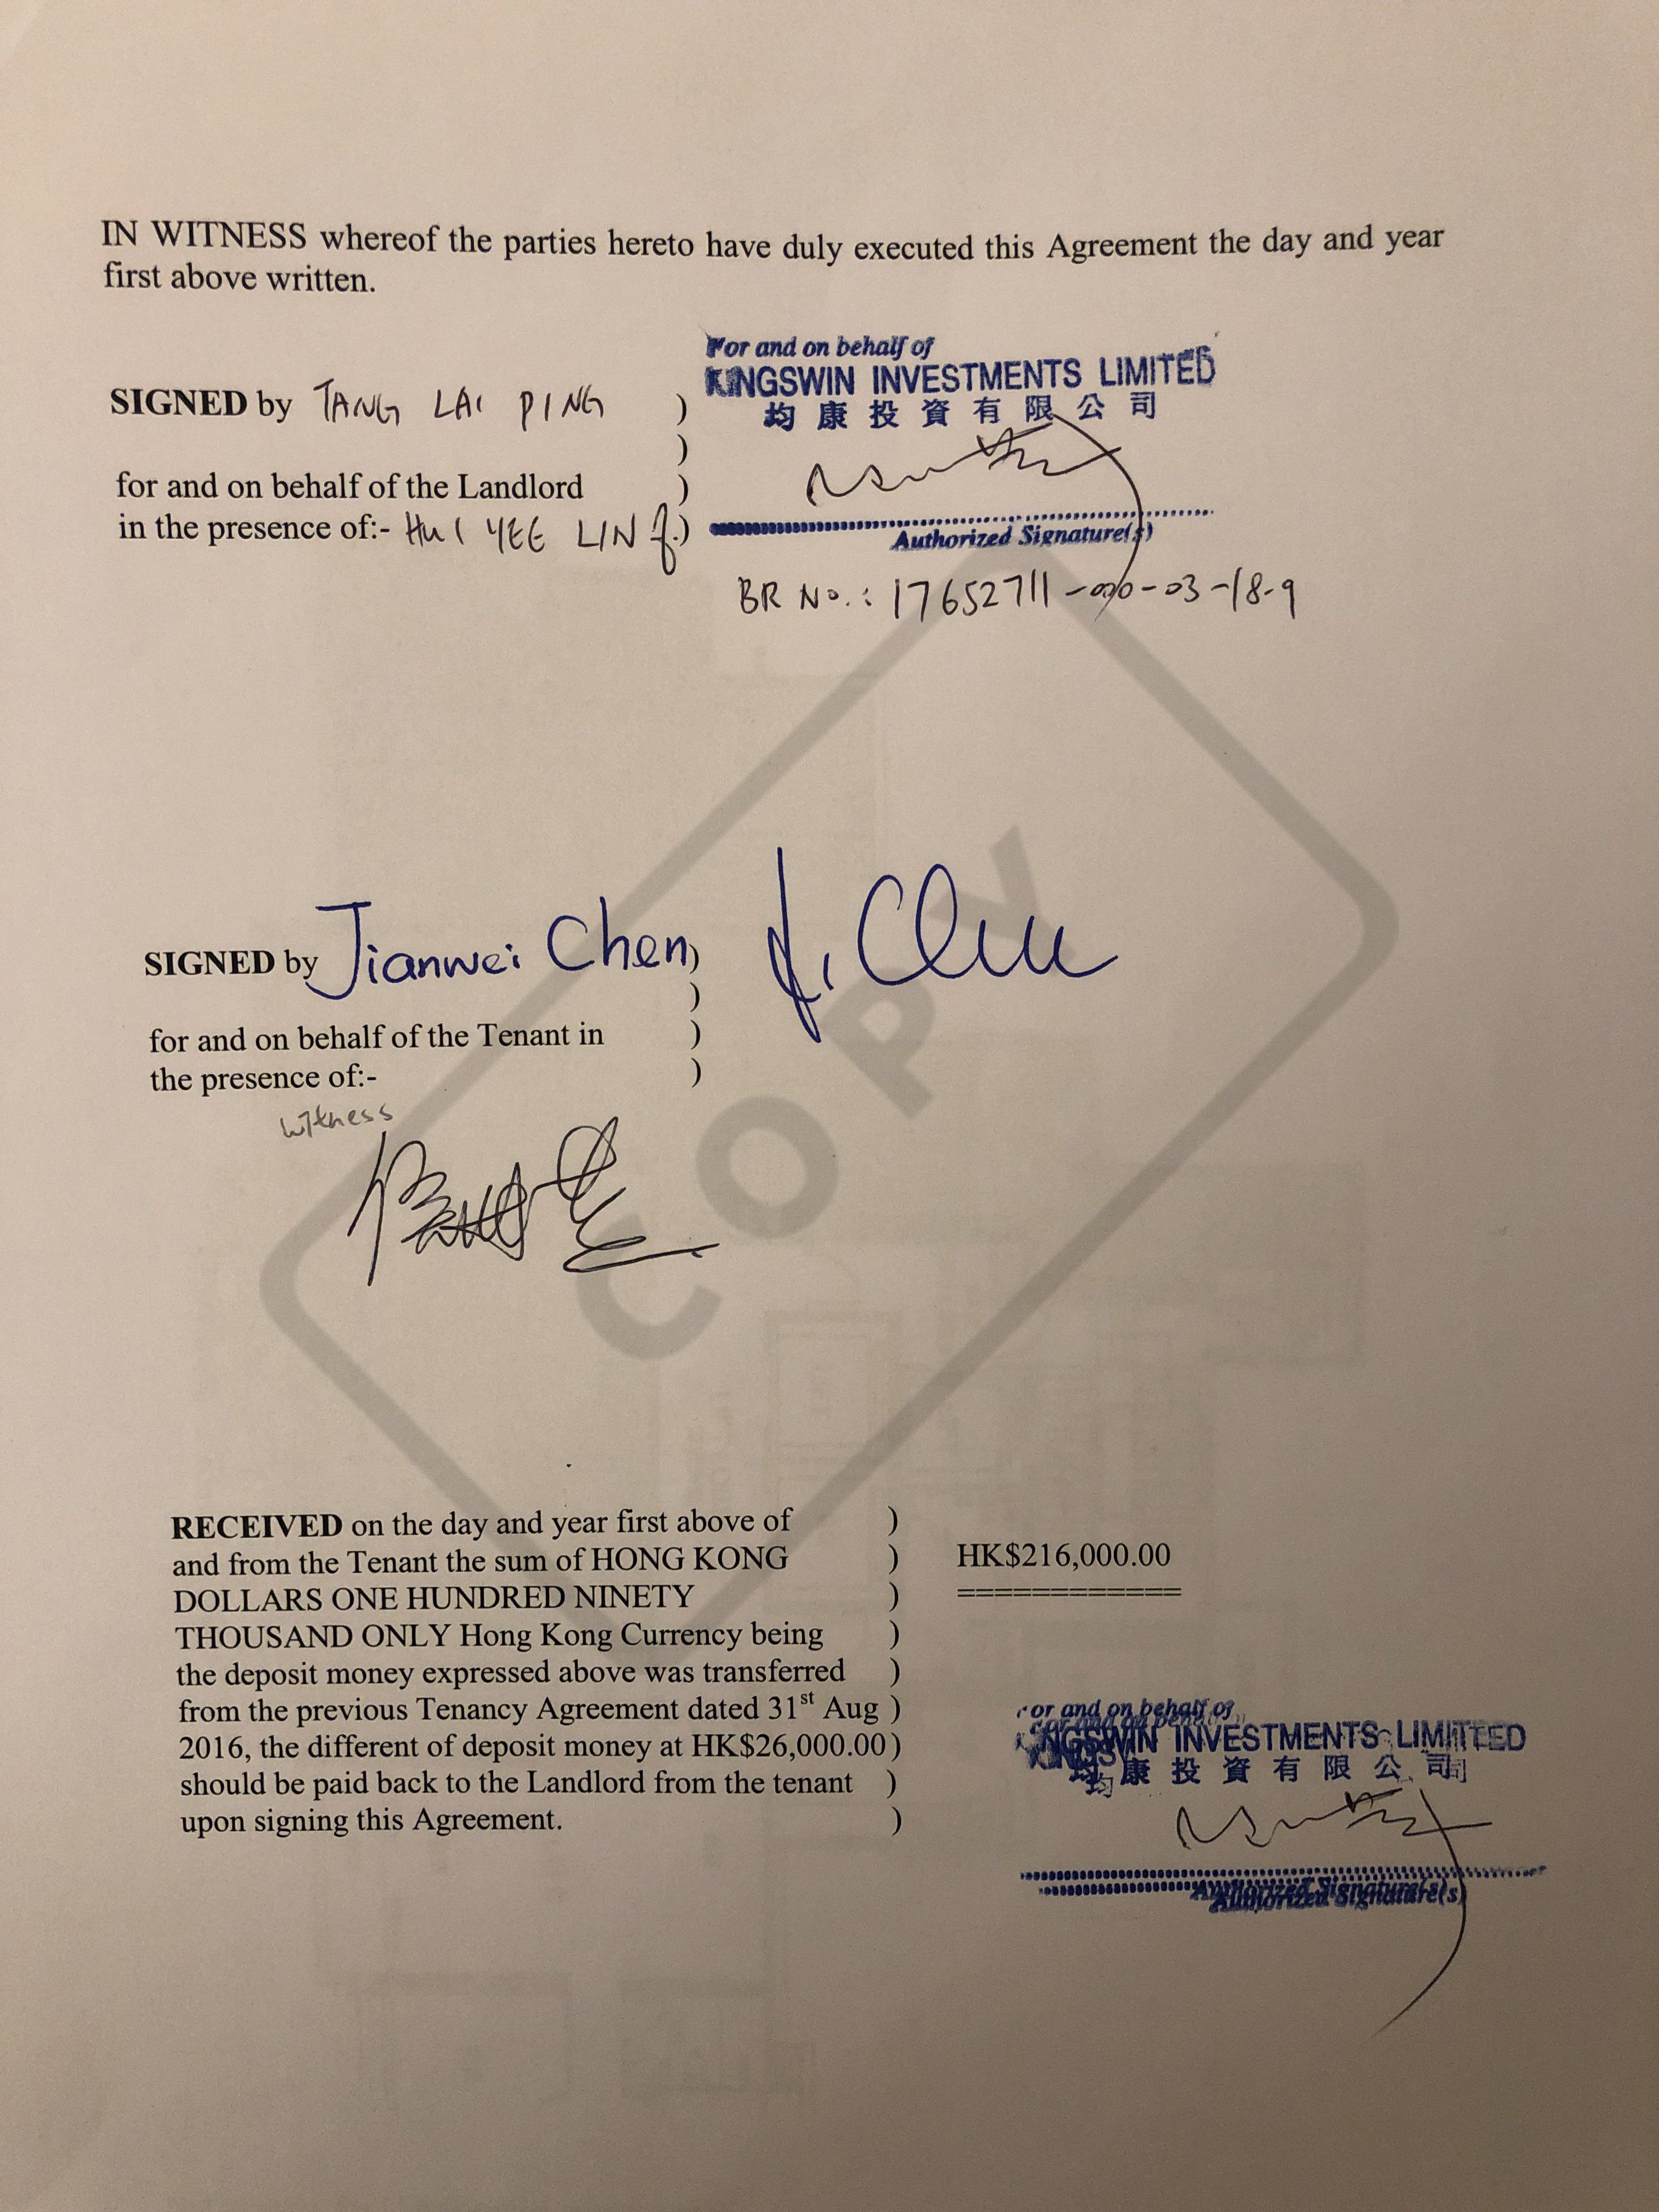 IN WITNESS whereof the parties hereto have duly executed this Agreement the day and year
first above written.
For and on behalf of
KINGSWIN INVESTMENTS LIMITED
均康投資有限公司
SIGNED by TANG LAI PING )
)
for and on behalf of the Landlord )
in the presence of:- HUI YEE LING )
Authorized Signature(s)
BR No.: 17652711-000-03-18-9
SIGNED by Jianwei Chen )
)
for and on behalf of the Tenant in )
the presence of:- )
witness
COPY
RECEIVED on the day and year first above of )
and from the Tenant the sum of HONG KONG ) HK$216,000.00
DOLLARS ONE HUNDRED NINETY ) ============
THOUSAND ONLY Hong Kong Currency being )
the deposit money expressed above was transferred )
from the previous Tenancy Agreement dated 31st Aug )
2016, the different of deposit money at HK$26,000.00 )
should be paid back to the Landlord from the tenant )
upon signing this Agreement. )
For and on behalf of
KINGSWIN INVESTMENTS LIMITED
均康投資有限公司
Authorized Signature(s)